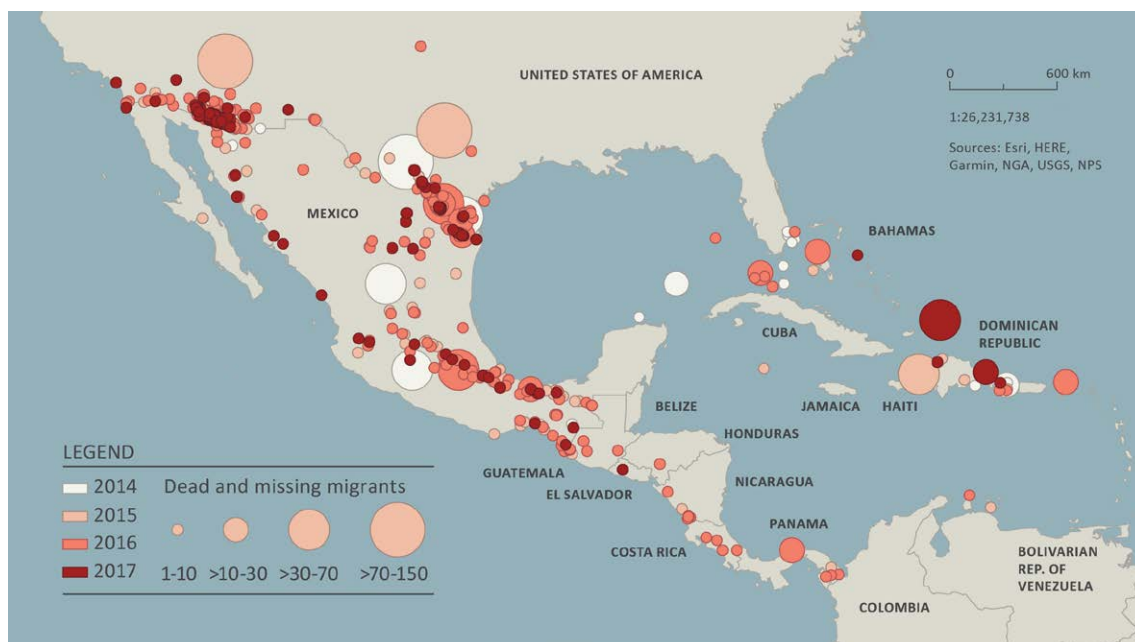 UNITED STATES OF AMERICA
0 600 km
1:26,231,738
Sources: Esri, HERE,
Garmin, NGA, USGS, NPS
MEXICO
BAHAMAS
CUBA
DOMINICAN
REPUBLIC
BELIZE
JAMAICA
HAITI
HONDURAS
GUATEMALA
EL SALVADOR
NICARAGUA
COSTA RICA
PANAMA
BOLIVARIAN
REP. OF
VENEZUELA
COLOMBIA
LEGEND
2014
2015
2016
2017
Dead and missing migrants
1-10 >10-30 >30-70 >70-150